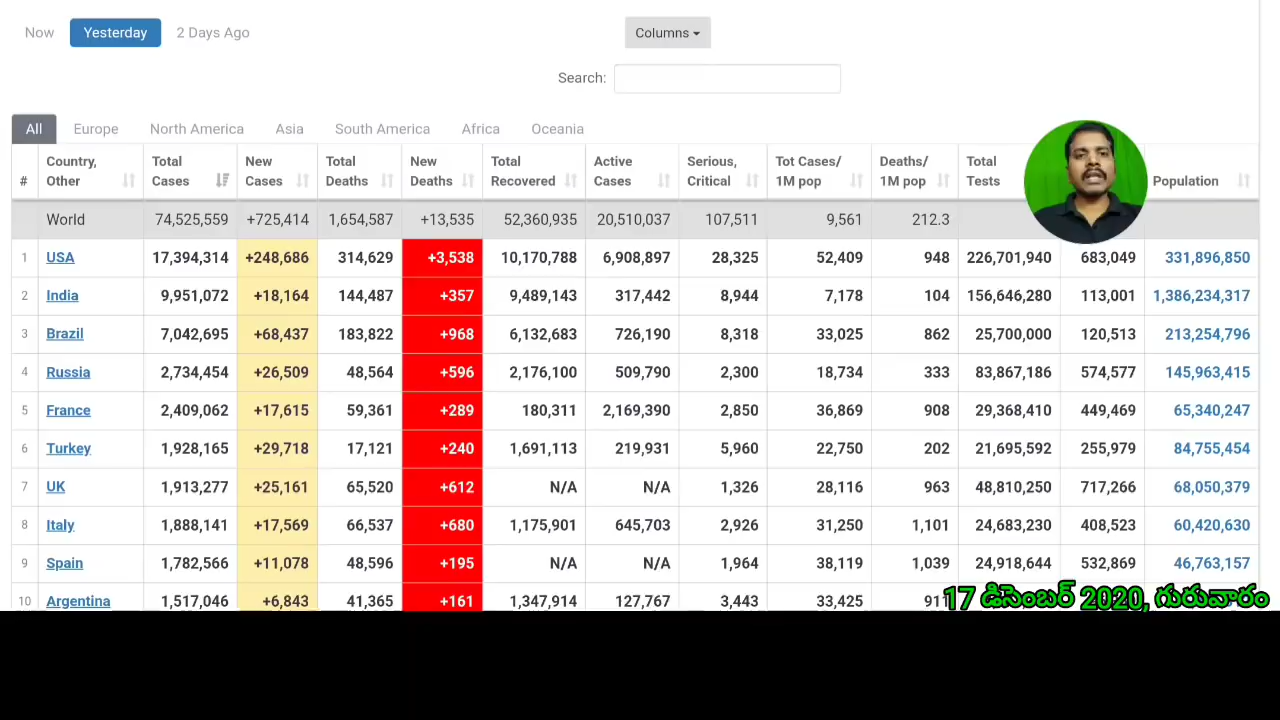 Now Yesterday 2 Days Ago Columns
Search:
All Europe North America Asia South America Africa Oceania
# Country, Other Total Cases New Cases Total Deaths New Deaths Total Recovered Active Cases Serious, Critical Tot Cases/ 1M pop Deaths/ 1M pop Total Tests Population
World 74,525,559 +725,414 1,654,587 +13,535 52,360,935 20,510,037 107,511 9,561 212.3
1 USA 17,394,314 +248,686 314,629 +3,538 10,170,788 6,908,897 28,325 52,409 948 226,701,940 683,049 331,896,850
2 India 9,951,072 +18,164 144,487 +357 9,489,143 317,442 8,944 7,178 104 156,646,280 113,001 1,386,234,317
3 Brazil 7,042,695 +68,437 183,822 +968 6,132,683 726,190 8,318 33,025 862 25,700,000 120,513 213,254,796
4 Russia 2,734,454 +26,509 48,564 +596 2,176,100 509,790 2,300 18,734 333 83,867,186 574,577 145,963,415
5 France 2,409,062 +17,615 59,361 +289 180,311 2,169,390 2,850 36,869 908 29,368,410 449,469 65,340,247
6 Turkey 1,928,165 +29,718 17,121 +240 1,691,113 219,931 5,960 22,750 202 21,695,592 255,979 84,755,454
7 UK 1,913,277 +25,161 65,520 +612 N/A N/A 1,326 28,116 963 48,810,250 717,266 68,050,379
8 Italy 1,888,141 +17,569 66,537 +680 1,175,901 645,703 2,926 31,250 1,101 24,683,230 408,523 60,420,630
9 Spain 1,782,566 +11,078 48,596 +195 N/A N/A 1,964 38,119 1,039 24,918,644 532,869 46,763,157
10 Argentina 1,517,046 +6,843 41,365 +161 1,347,914 127,767 3,443 33,425
17 డిసెంబర్ 2020, గురువారం